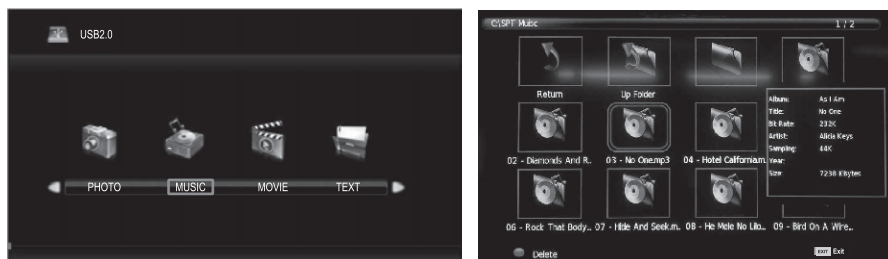 USB2.0
PHOTO MUSIC MOVIE TEXT
C:\SPT Music 1 / 2
Return Up Folder
Album: As I Am
Title: No One
Bit Rate: 232K
Artist: Alicia Keys
Sampling: 44K
Year:
Size: 7238 KBytes
02 - Diamonds And R.. 03 - No One.mp3 04 - Hotel California.m
06 - Rock That Body.. 07 - Hide And Seek.m.. 08 - He Mele No Lilo.. 09 - Bird On A Wire..
Delete EXIT Exit